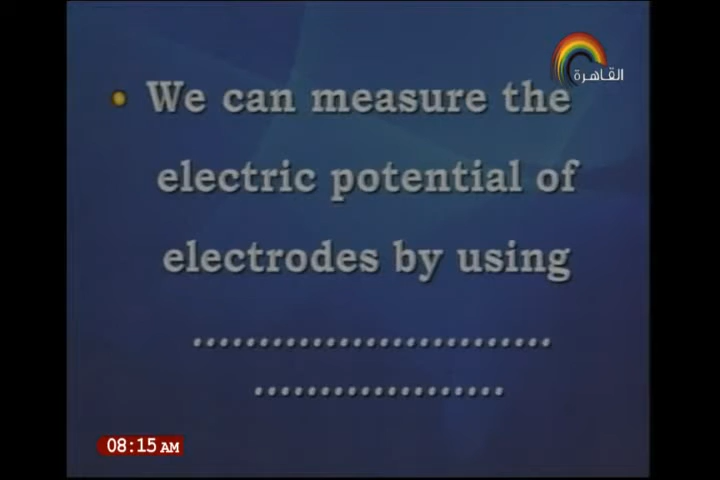 القاهرة
• We can measure the
electric potential of
electrodes by using
...........................
...................
08:15 AM